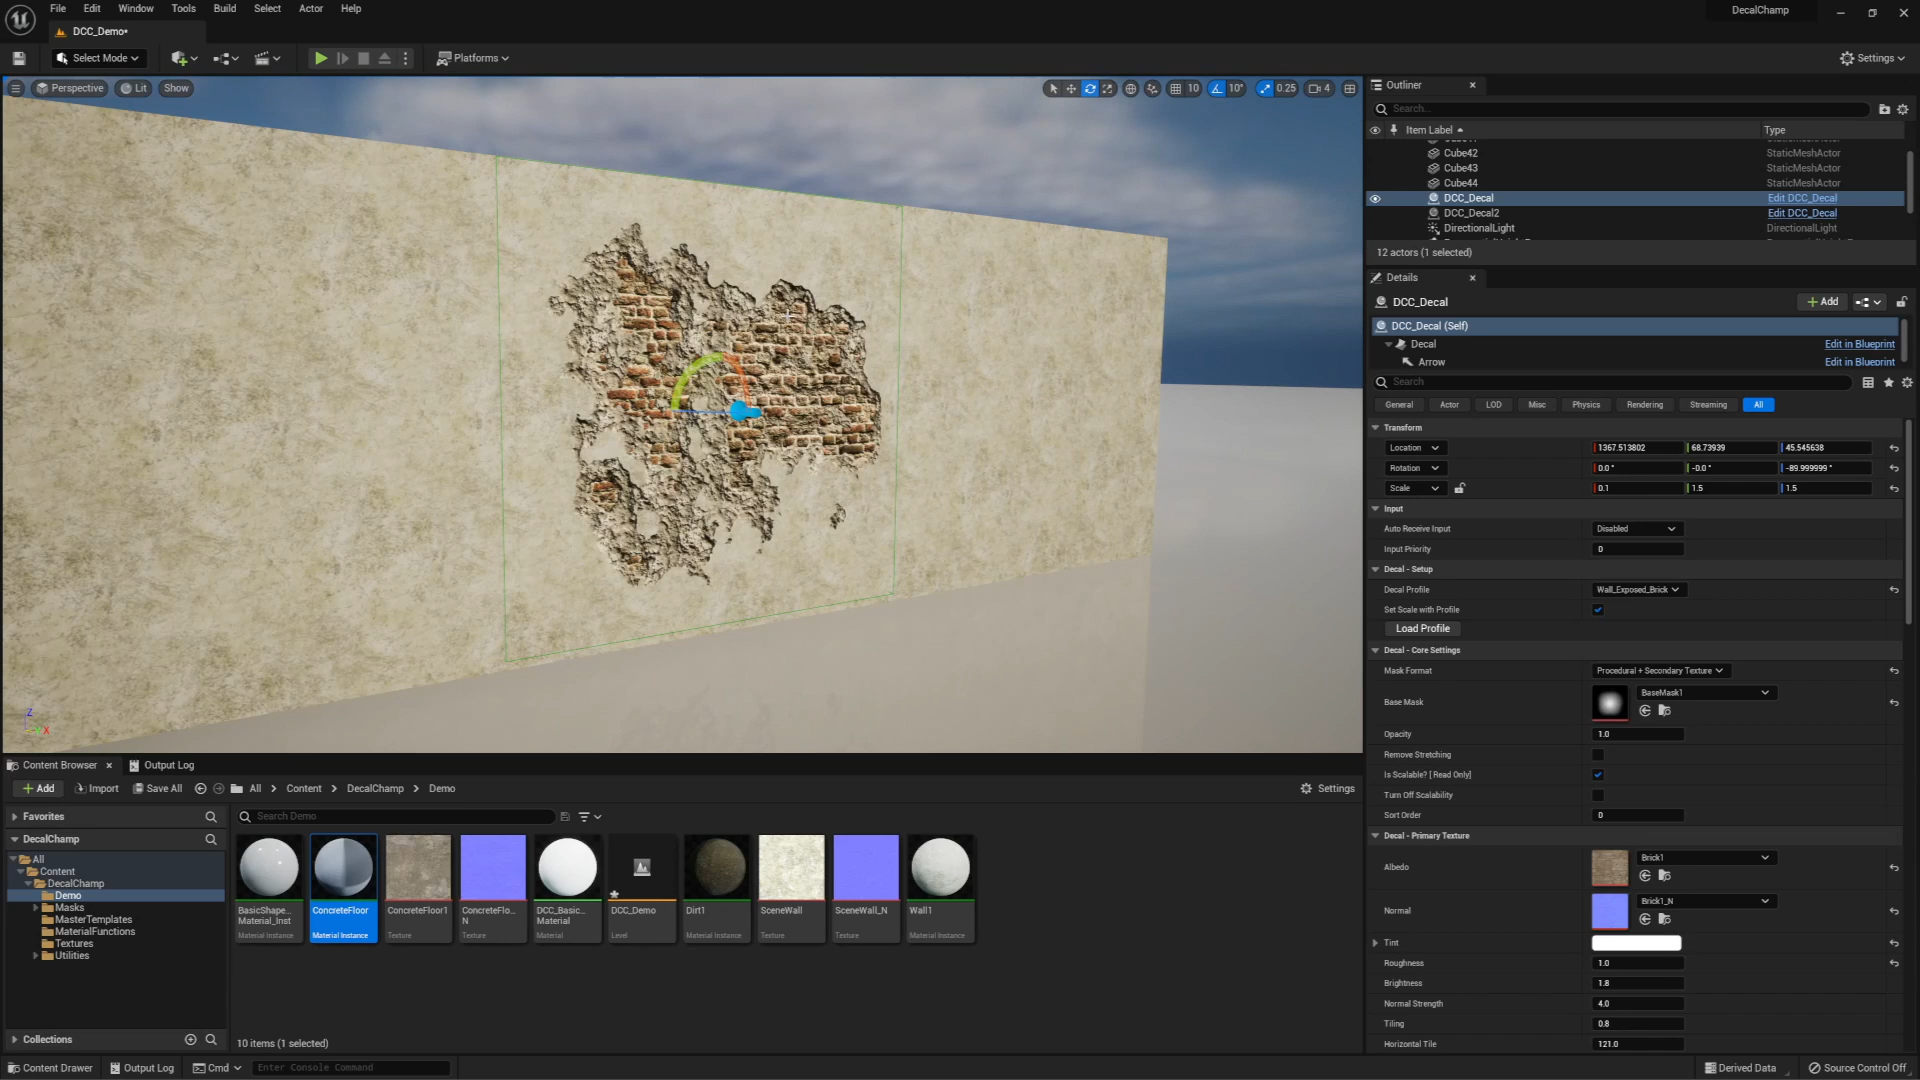 File Edit Window Tools Build Select Actor Help
DecalChamp
DCC_Demo•
Select Mode
Platforms
Settings
Perspective Lit Show
10 10° 0.25 4
Outliner
Search...
Item Label Type
Cube42 StaticMeshActor
Cube43 StaticMeshActor
Cube44 StaticMeshActor
DCC_Decal Edit DCC_Decal
DCC_Decal2 Edit DCC_Decal
DirectionalLight DirectionalLight
12 actors (1 selected)
Details
DCC_Decal
Add
DCC_Decal (Self)
Decal Edit in Blueprint
Arrow Edit in Blueprint
Search
General Actor LOD Misc Physics Rendering Streaming All
Transform
Location 1367.513802 68.73939 45.545638
Rotation 0.0 ° -0.0 ° -89.999999 °
Scale 0.1 1.5 1.5
Input
Auto Receive Input Disabled
Input Priority 0
Decal - Setup
Decal Profile Wall_Exposed_Brick
Set Scale with Profile
Load Profile
Decal - Core Settings
Mask Format Procedural + Secondary Texture
Base Mask BaseMask1
Opacity 1.0
Remove Stretching
Is Scalable? [ Read Only]
Turn Off Scalability
Sort Order 0
Decal - Primary Texture
Albedo Brick1
Normal Brick1_N
Tint
Roughness 1.0
Brightness 1.8
Normal Strength 4.0
Tiling 0.8
Horizontal Tile 121.0
Z
X
Content Browser Output Log
Add Import Save All All Content DecalChamp Demo Settings
Favorites
DecalChamp
All
Content
DecalChamp
Demo
Masks
MasterTemplates
MaterialFunctions
Textures
Utilities
Collections
Search Demo
BasicShape... Material_Inst Material Instance
ConcreteFloor Material Instance
ConcreteFloor1 Texture
ConcreteFlo... N Texture
DCC_Basic... Material Material
DCC_Demo Level
Dirt1 Material Instance
SceneWall Texture
SceneWall_N Texture
Wall1 Material Instance
10 items (1 selected)
Content Drawer Output Log Cmd Enter Console Command Derived Data Source Control Off